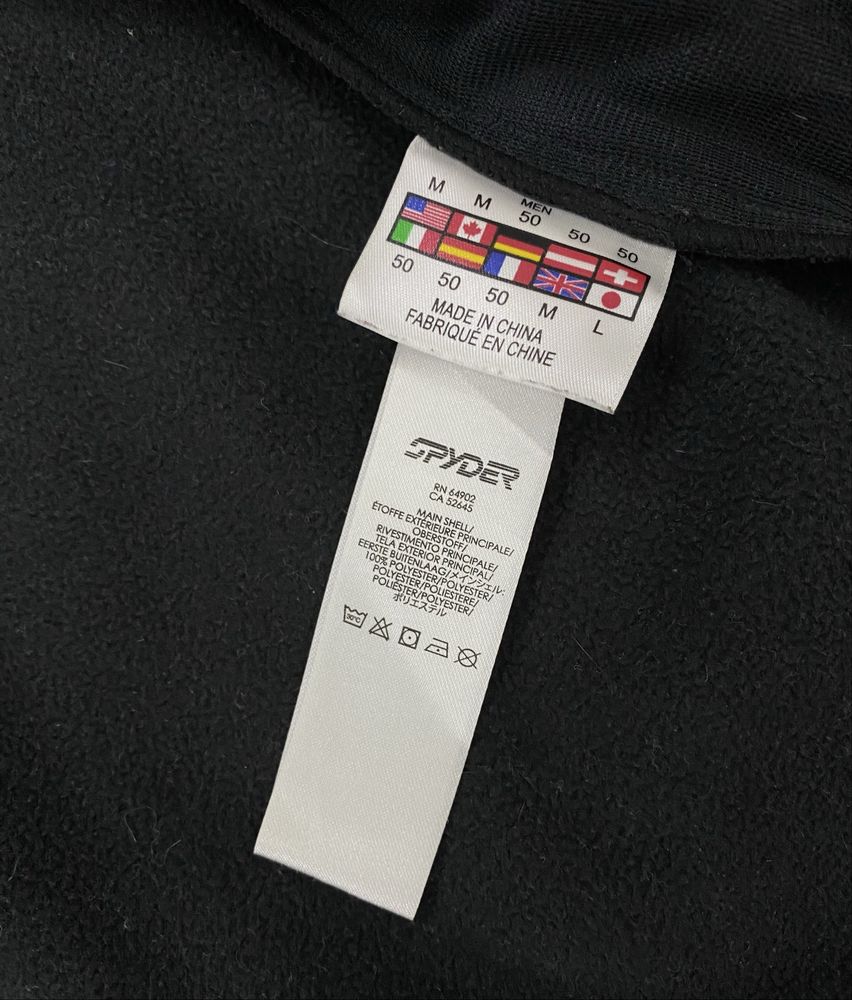 MEN
M M 50 50 50
50 50 50 M L
MADE IN CHINA
FABRIQUÉ EN CHINE
SPYDER
RN 64902
CA 52645
MAIN SHELL/
ÉTOFFE EXTÉRIEURE PRINCIPALE/
OBERSTOFF/
RIVESTIMENTO PRINCIPALE/
TELA EXTERIOR PRINCIPAL/
EERSTE BUITENLAAG/メインシェル:
100% POLYESTER/POLYESTER/
POLYESTER/POLIESTERE/
POLIÉSTER/POLYESTER/
ポリエステル
30°C